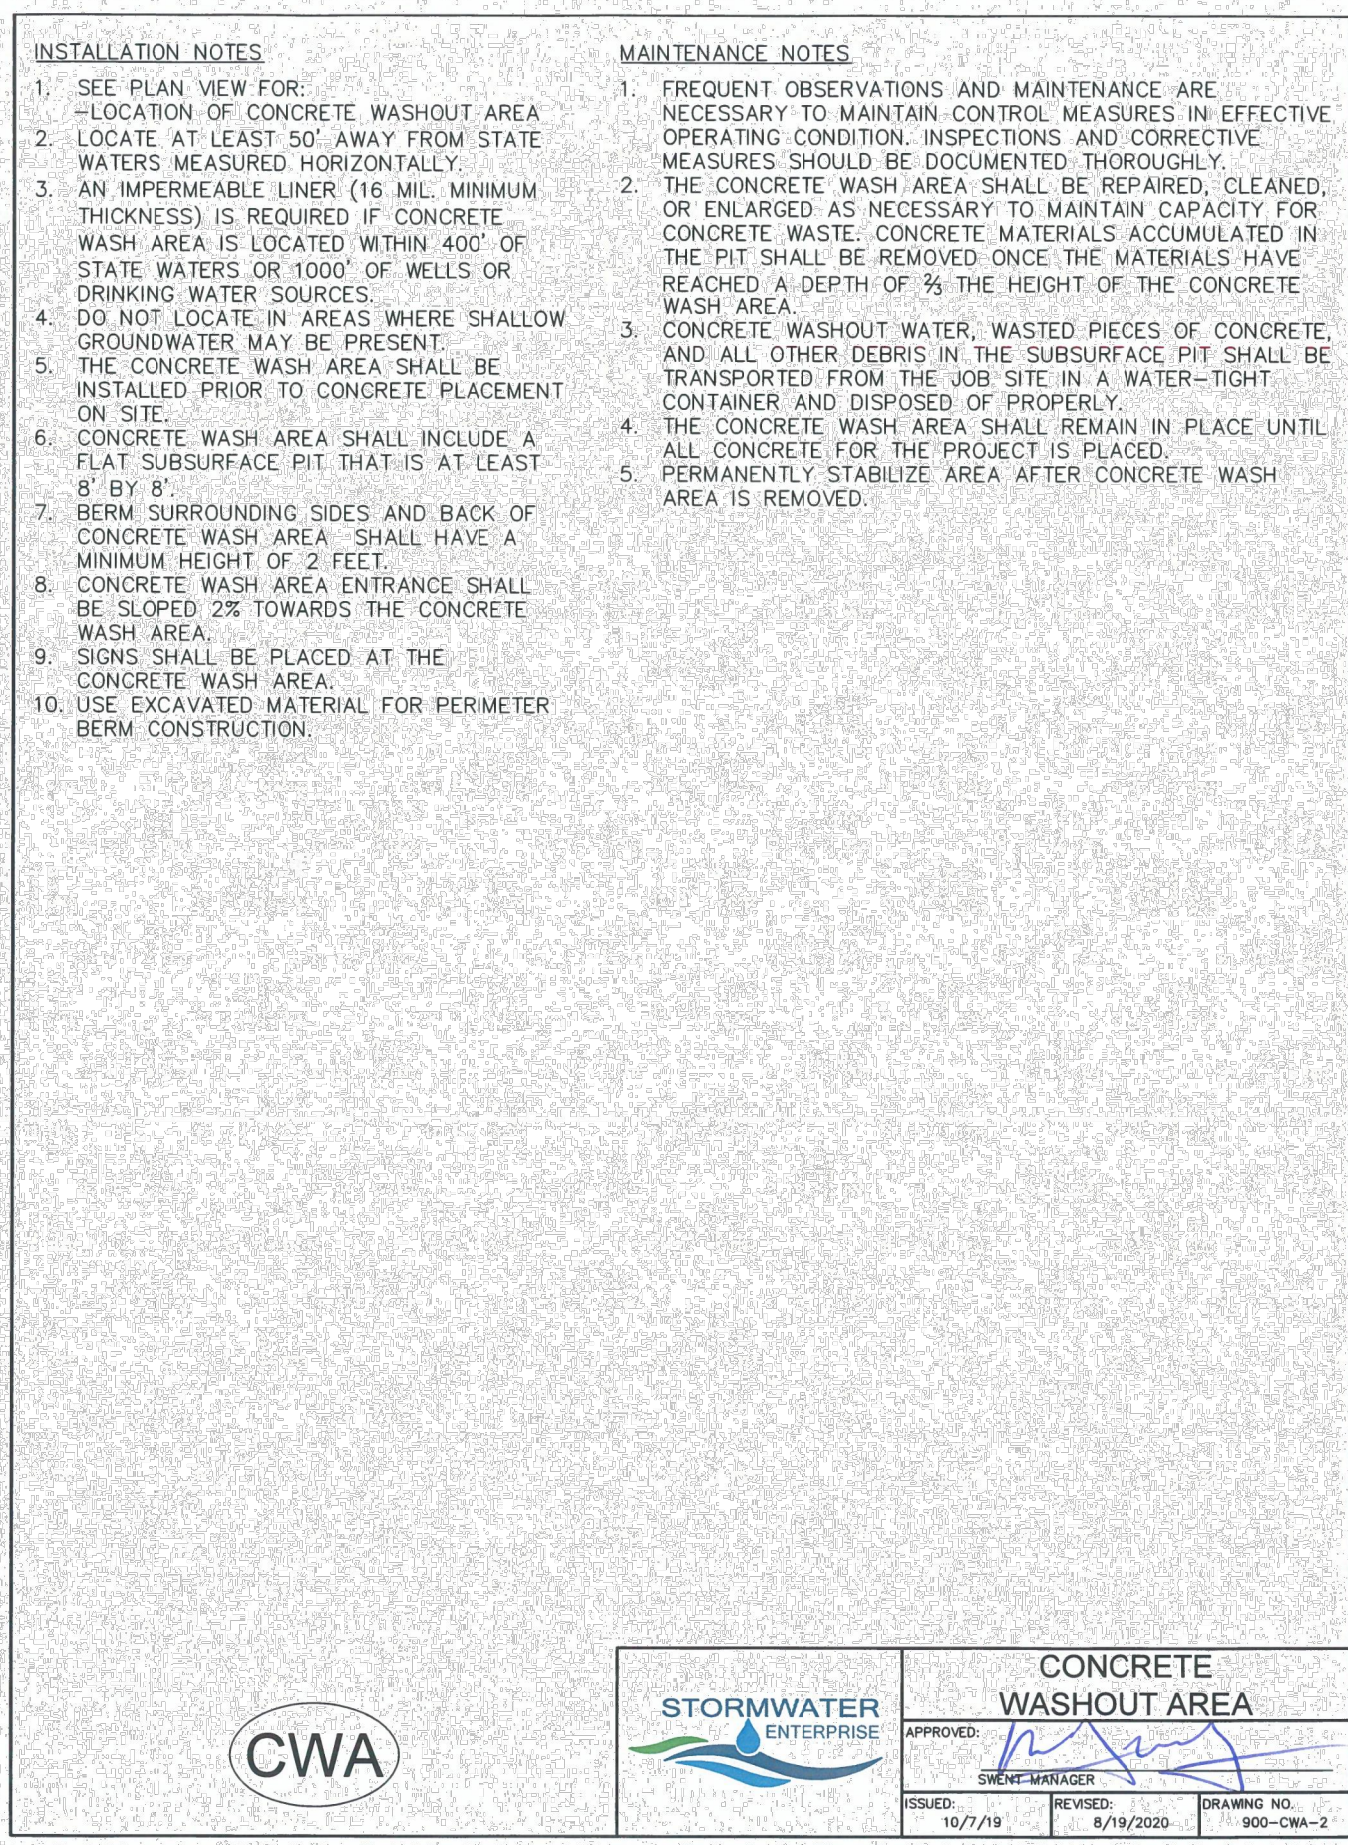 INSTALLATION NOTES
1. SEE PLAN VIEW FOR:
-LOCATION OF CONCRETE WASHOUT AREA
2. LOCATE AT LEAST 50' AWAY FROM STATE
WATERS MEASURED HORIZONTALLY.
3. AN IMPERMEABLE LINER (16 MIL. MINIMUM
THICKNESS) IS REQUIRED IF CONCRETE
WASH AREA IS LOCATED WITHIN 400' OF
STATE WATERS OR 1000' OF WELLS OR
DRINKING WATER SOURCES.
4. DO NOT LOCATE IN AREAS WHERE SHALLOW
GROUNDWATER MAY BE PRESENT.
5. THE CONCRETE WASH AREA SHALL BE
INSTALLED PRIOR TO CONCRETE PLACEMENT
ON SITE.
6. CONCRETE WASH AREA SHALL INCLUDE A
FLAT SUBSURFACE PIT THAT IS AT LEAST
8' BY 8'.
7. BERM SURROUNDING SIDES AND BACK OF
CONCRETE WASH AREA SHALL HAVE A
MINIMUM HEIGHT OF 2 FEET.
8. CONCRETE WASH AREA ENTRANCE SHALL
BE SLOPED 2% TOWARDS THE CONCRETE
WASH AREA.
9. SIGNS SHALL BE PLACED AT THE
CONCRETE WASH AREA.
10. USE EXCAVATED MATERIAL FOR PERIMETER
BERM CONSTRUCTION.
MAINTENANCE NOTES
1. FREQUENT OBSERVATIONS AND MAINTENANCE ARE
NECESSARY TO MAINTAIN CONTROL MEASURES IN EFFECTIVE
OPERATING CONDITION. INSPECTIONS AND CORRECTIVE
MEASURES SHOULD BE DOCUMENTED THOROUGHLY.
2. THE CONCRETE WASH AREA SHALL BE REPAIRED, CLEANED,
OR ENLARGED AS NECESSARY TO MAINTAIN CAPACITY FOR
CONCRETE WASTE. CONCRETE MATERIALS ACCUMULATED IN
THE PIT SHALL BE REMOVED ONCE THE MATERIALS HAVE
REACHED A DEPTH OF ⅔ THE HEIGHT OF THE CONCRETE
WASH AREA.
3. CONCRETE WASHOUT WATER, WASTED PIECES OF CONCRETE,
AND ALL OTHER DEBRIS IN THE SUBSURFACE PIT SHALL BE
TRANSPORTED FROM THE JOB SITE IN A WATER-TIGHT
CONTAINER AND DISPOSED OF PROPERLY.
4. THE CONCRETE WASH AREA SHALL REMAIN IN PLACE UNTIL
ALL CONCRETE FOR THE PROJECT IS PLACED.
5. PERMANENTLY STABILIZE AREA AFTER CONCRETE WASH
AREA IS REMOVED.
CWA
STORMWATER
ENTERPRISE
CONCRETE
WASHOUT AREA
APPROVED:
SWENT MANAGER
ISSUED:
10/7/19
REVISED:
8/19/2020
DRAWING NO.
900-CWA-2